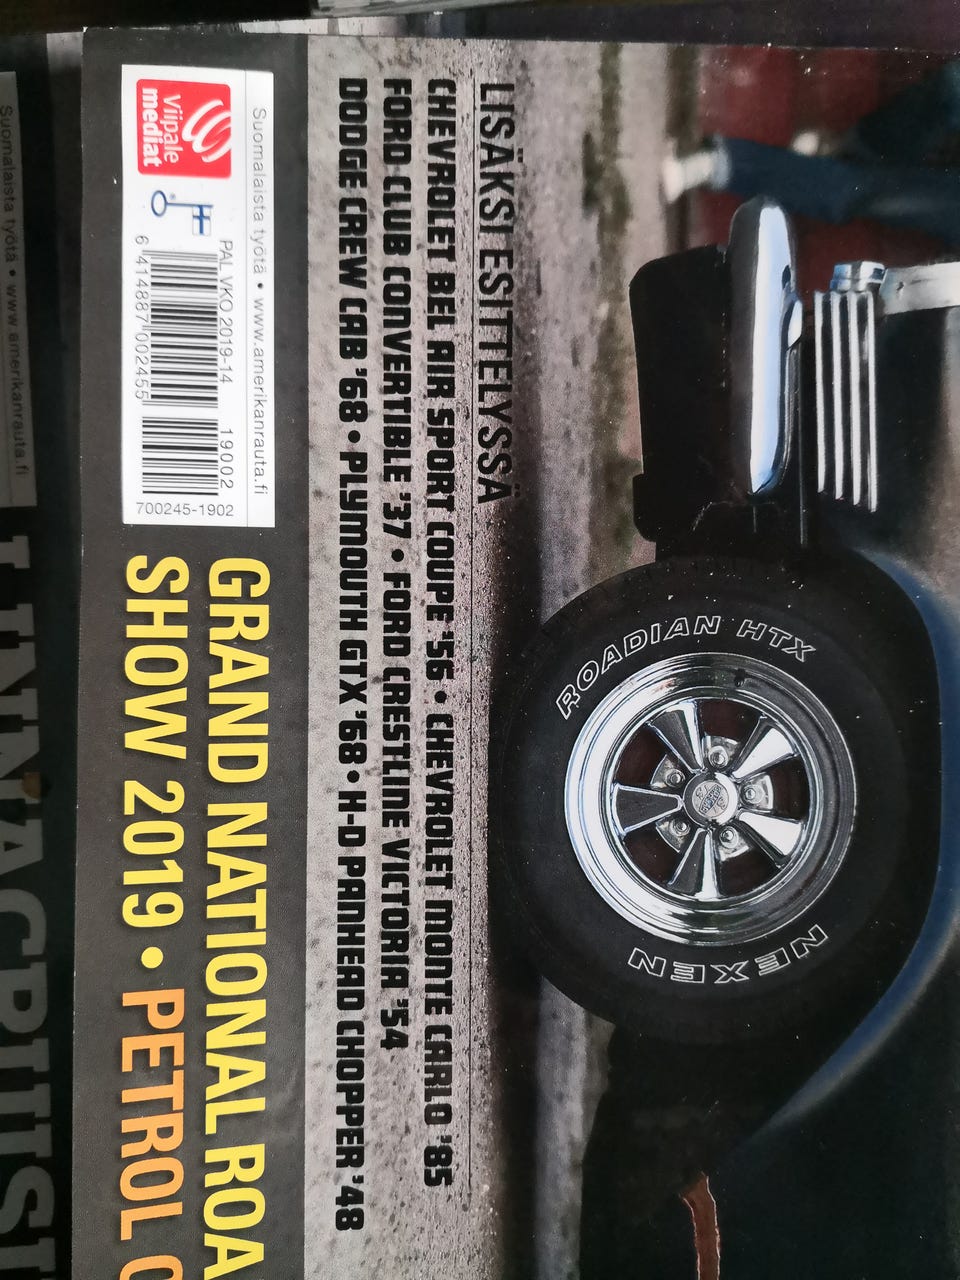 LISÄKSI ESITTELYSSÄ
CHEVROLET BEL AIR SPORT COUPE '56 • CHEVROLET MONTE CARLO '85
FORD CLUB CONVERTIBLE '37 • FORD CRESTLINE VICTORIA '54
DODGE CREW CAB '68 • PLYMOUTH GTX '68 • H-D PANHEAD CHOPPER '48
Suomalaista työtä • www.amerikanrauta.fi
viipale
mediat
PAL VKO 2019-14
19002
6 414887 002455
700245-1902
GRAND NATIONAL ROA
SHOW 2019 • PETROL
ROADIAN HTX
NEXEN
Suomalaista työtä • www.amerikanrauta.fi